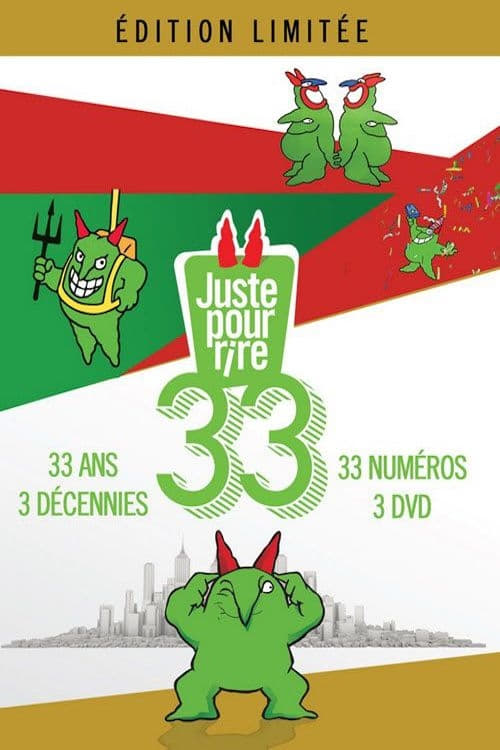 ÉDITION LIMITÉE
Juste
pour
rire
33
33 ANS
3 DÉCENNIES
33 NUMÉROS
3 DVD